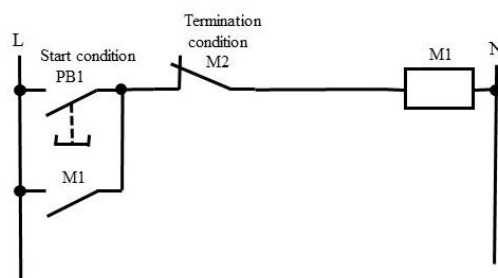 Termination
condition
M2
L
Start condition
PB1
M1
N
M1